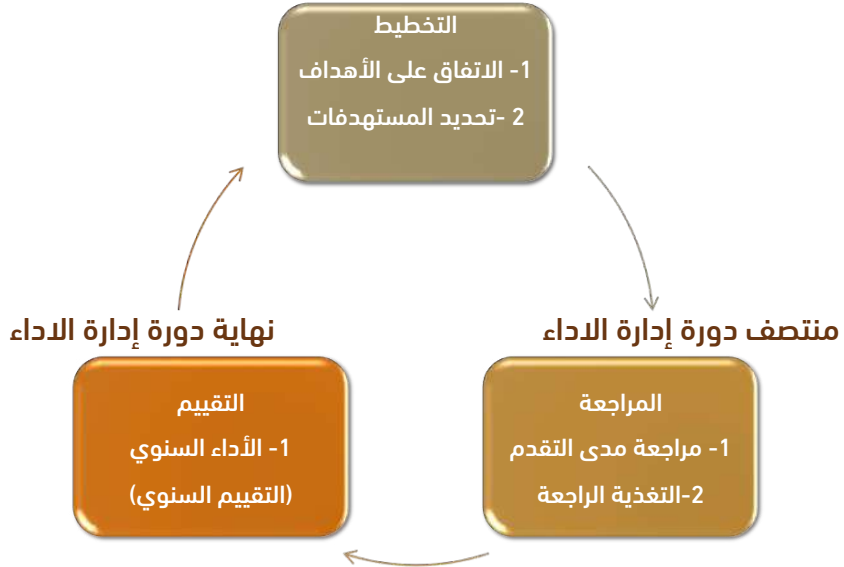 التخطيط
1- الاتفاق على الأهداف
2 -تحديد المستهدفات
منتصف دورة إدارة الاداء
المراجعة
1- مراجعة مدى التقدم
2-التغذية الراجعة
نهاية دورة إدارة الاداء
التقييم
1- الأداء السنوي
(التقييم السنوي)